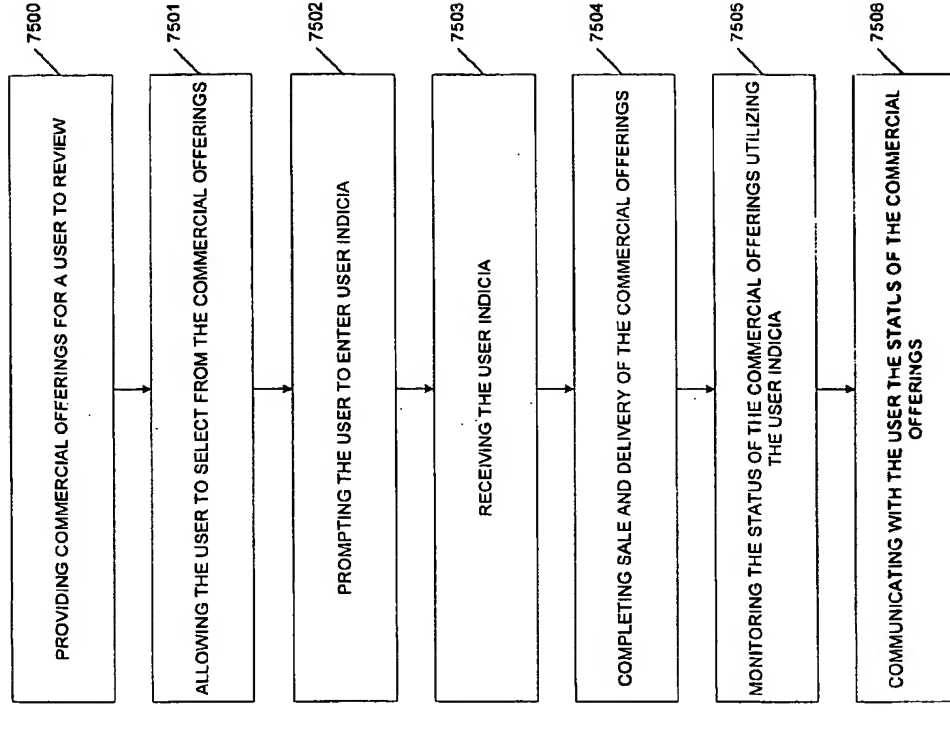 7500
PROVIDING COMMERCIAL OFFERINGS FOR A USER TO REVIEW
7501
ALLOWING THE USER TO SELECT FROM THE COMMERCIAL OFFERINGS
7502
PROMPTING THE USER TO ENTER USER INDICIA
7503
RECEIVING THE USER INDICIA
7504
COMPLETING SALE AND DELIVERY OF THE COMMERCIAL OFFERINGS
7505
MONITORING THE STATUS OF THE COMMERCIAL OFFERINGS UTILIZING
THE USER INDICIA
7508
COMMUNICATING WITH THE USER THE STATUS OF THE COMMERCIAL
OFFERINGS